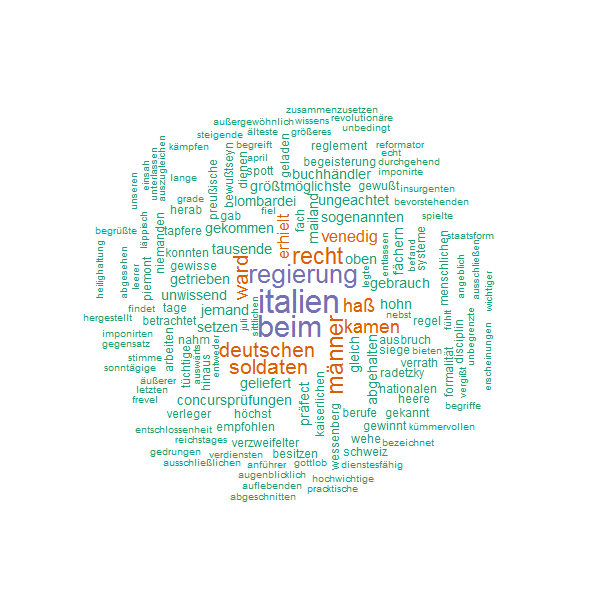 zusammenzusetzen
außergewöhnlich wissens revolutionäre
unbedingt
steigende älteste größeres
kämpfen begreift geladen reglement reformator
echt
april begeisterung durchgehend
einsah unterlassen auszugleichen
lange preußische bewußtseyn dienen spott buchhändler imponirte
unseren grade größtmöglichste gewußt insurgenten
herab lombardei ungeachtet bevorstehenden
niemanden gab fiel fach mailand sogenannten spielte
läppisch tapfere gekommen erhielt venedig
begrüßte konnten tausende fächern systeme staatsform
heilighaltung abgesehen leerer piemont gewisse ward recht oben entlassen befand menschlichen angeblich ausschließen
getrieben regierung legte gebrauch wichtiger
unwissend italien haß hohn
findet tage jemand nebst
hergestellt betrachtet setzen juli sittlichen beim männer kamen regel fühlt unbegrenzte
imponirten
gegensatz arbeiten nahm entweder deutschen gleich ausbruch disciplin
stimme auswärts siege bieten erscheinungen
sonntägige tüchtige hinaus soldaten abgehalten verrath vergißt
äußerer geliefert radetzky
letzten präfect kaiserlichen nationalen formalität
frevel concursprüfungen heere
verleger höchst wessenberg berufe gekannt begriffe
entschlossenheit empfohlen gewinnt kümmervollen
reichstages verzweifelter wehe bezeichnet
gedrungen verdiensten besitzen schweiz
ausschließlichen anführer gottlob dienstesfähig
augenblicklich hochwichtige
auflebenden practische
abgeschnitten